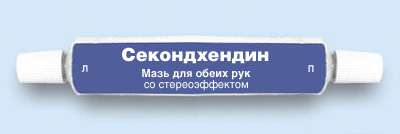 Секондхендин
Мазь для обеих рук
со стереоэффектом
л
п